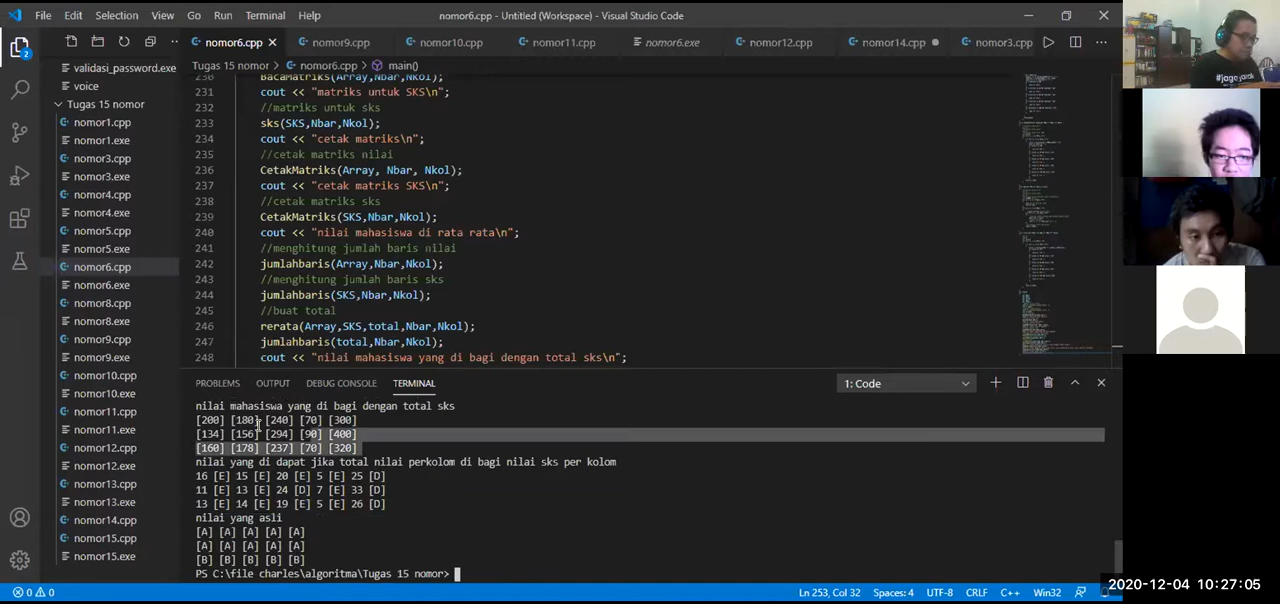 File Edit Selection View Go Run Terminal Help
nomor6.cpp - Untitled (Workspace) - Visual Studio Code
nomor6.cpp
nomor9.cpp
nomor10.cpp
nomor11.cpp
nomor6.exe
nomor12.cpp
nomor14.cpp
nomor3.cpp
Tugas 15 nomor > nomor6.cpp > main()
2
validasi_password.exe
voice
Tugas 15 nomor
nomor1.cpp
nomor1.exe
nomor3.cpp
nomor3.exe
nomor4.cpp
nomor4.exe
nomor5.cpp
nomor5.exe
nomor6.cpp
nomor6.exe
nomor8.cpp
nomor8.exe
nomor9.cpp
nomor9.exe
nomor10.cpp
nomor10.exe
nomor11.cpp
nomor11.exe
nomor12.cpp
nomor12.exe
nomor13.cpp
nomor13.exe
nomor14.cpp
nomor15.cpp
nomor15.exe
230 BacaMatriks(Array,Nbar,Nkol);
231 cout << "matriks untuk SKS\n";
232 //matriks untuk sks
233 sks(SKS,Nbar,Nkol);
234 cout << "cetak matriks\n";
235 //cetak matriks nilai
236 CetakMatriks(Array, Nbar, Nkol);
237 cout << "cetak matriks SKS\n";
238 //cetak matriks sks
239 CetakMatriks(SKS,Nbar,Nkol);
240 cout << "nilai mahasiswa di rata rata\n";
241 //menghitung jumlah baris nilai
242 jumlahbaris(Array,Nbar,Nkol);
243 //menghitung jumlah baris sks
244 jumlahbaris(SKS,Nbar,Nkol);
245 //buat total
246 rerata(Array,SKS,total,Nbar,Nkol);
247 jumlahbaris(total,Nbar,Nkol);
248 cout << "nilai mahasiswa yang di bagi dengan total sks\n";
PROBLEMS OUTPUT DEBUG CONSOLE TERMINAL
1: Code
nilai mahasiswa yang di bagi dengan total sks
[200] [180] [240] [70] [300]
[134] [156] [294] [90] [400]
[160] [178] [237] [70] [320]
nilai yang di dapat jika total nilai perkolom di bagi nilai sks per kolom
16 [E] 15 [E] 20 [E] 5 [E] 25 [D]
11 [E] 13 [E] 24 [D] 7 [E] 33 [D]
13 [E] 14 [E] 19 [E] 5 [E] 26 [D]
nilai yang asli
[A] [A] [A] [A] [A]
[A] [A] [A] [A] [A]
[B] [B] [B] [B] [B]
PS C:\file charles\algoritma\Tugas 15 nomor>
0 0
Ln 253, Col 32 Spaces: 4 UTF-8 CRLF C++ Win32
2020-12-04 10:27:05